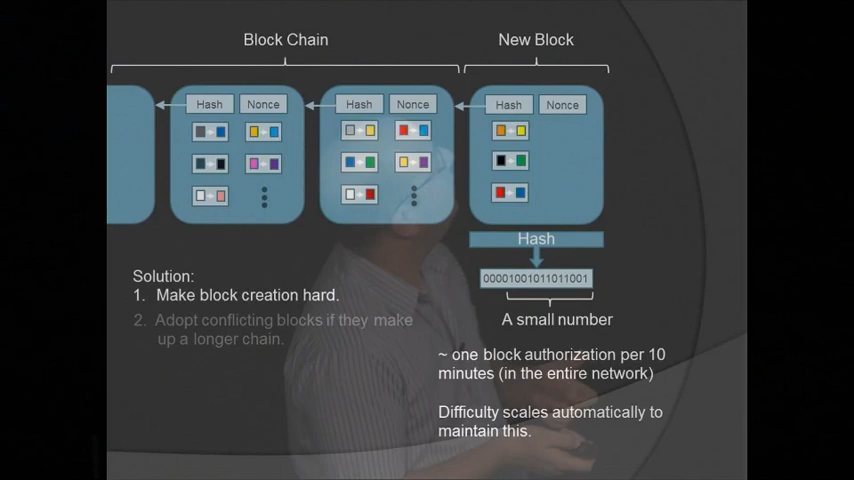 Block Chain
New Block
Hash
Nonce
Hash
Nonce
Hash
Nonce
Hash
00001001011011001
A small number
Solution:
1. Make block creation hard.
2. Adopt conflicting blocks if they make
up a longer chain.
~ one block authorization per 10
minutes (in the entire network)
Difficulty scales automatically to
maintain this.